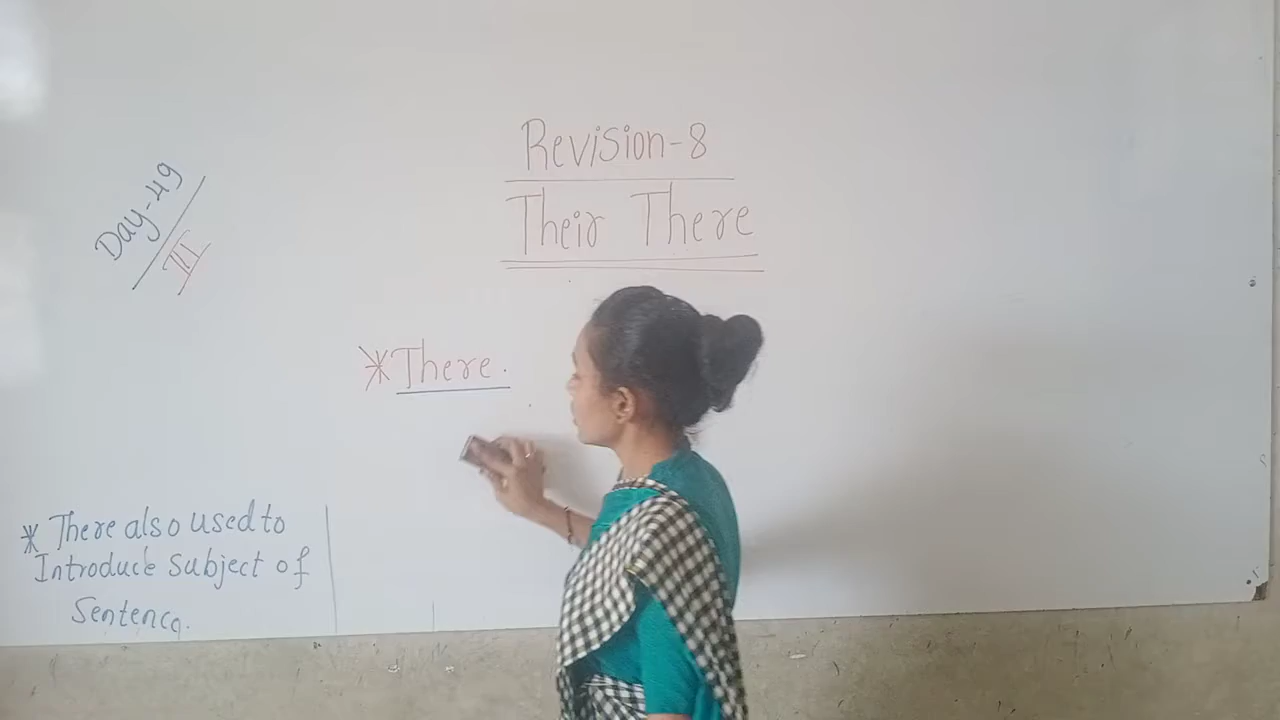 Revision-8
Their There
Day-49
III
*There.
* There also used to
Introduce Subject of
Sentence.